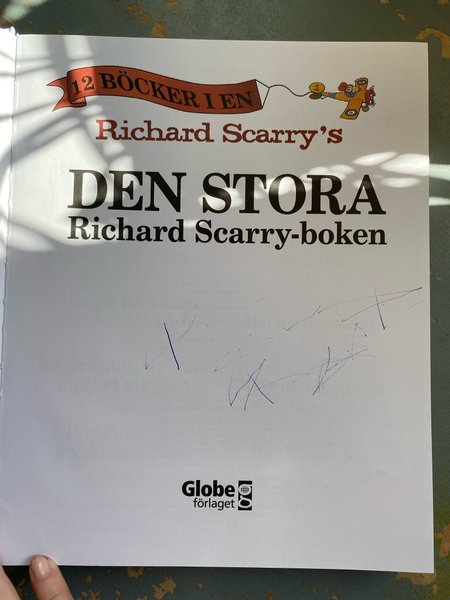 12 BÖCKER I EN
Richard Scarry's
DEN STORA
Richard Scarry-boken
Globe
förlaget